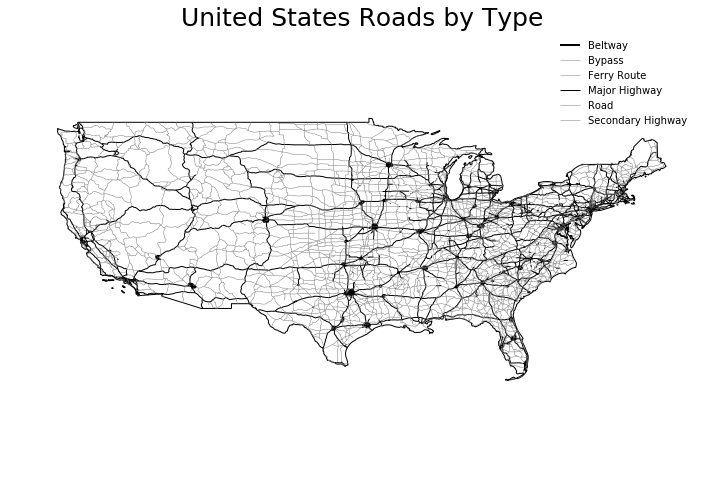 United States Roads by Type
Beltway
Bypass
Ferry Route
Major Highway
Road
Secondary Highway